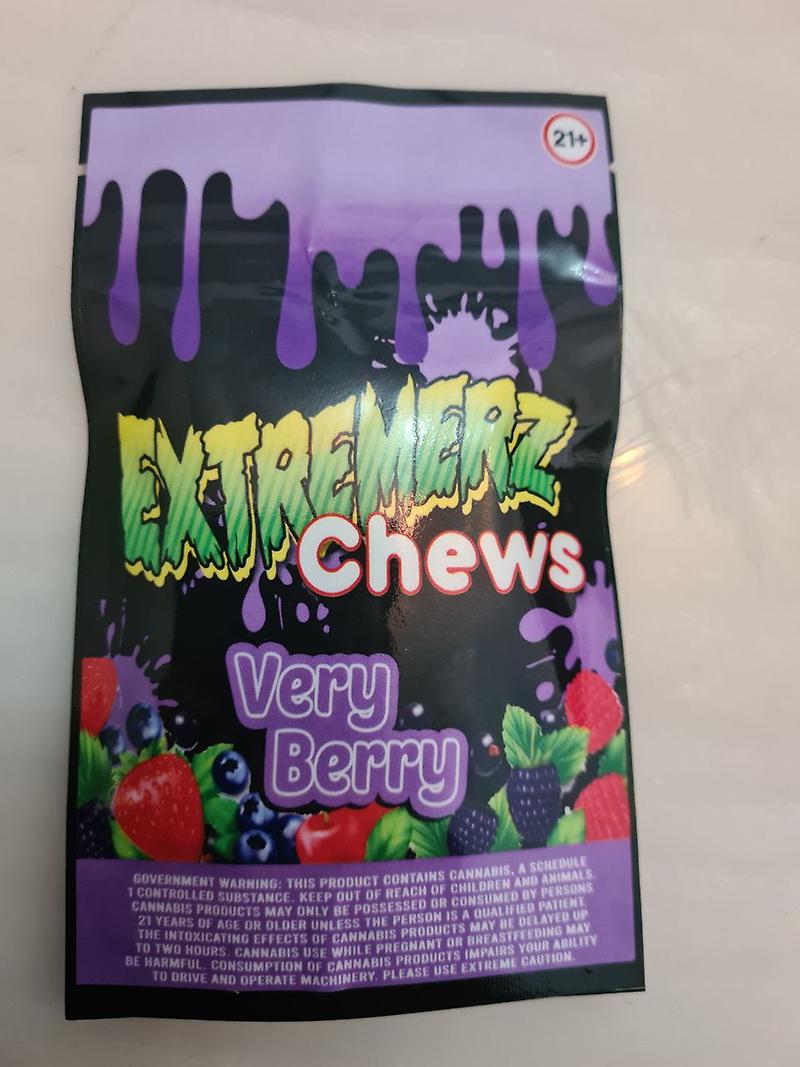 21+
EXTREMERZ
Chews
Very
Berry
GOVERNMENT WARNING: THIS PRODUCT CONTAINS CANNABIS, A SCHEDULE
1 CONTROLLED SUBSTANCE. KEEP OUT OF REACH OF CHILDREN AND ANIMALS.
CANNABIS PRODUCTS MAY ONLY BE POSSESSED OR CONSUMED BY PERSONS
21 YEARS OF AGE OR OLDER UNLESS THE PERSON IS A QUALIFIED PATIENT.
THE INTOXICATING EFFECTS OF CANNABIS PRODUCTS MAY BE DELAYED UP
TO TWO HOURS. CANNABIS USE WHILE PREGNANT OR BREASTFEEDING MAY
BE HARMFUL. CONSUMPTION OF CANNABIS PRODUCTS IMPAIRS YOUR ABILITY
TO DRIVE AND OPERATE MACHINERY. PLEASE USE EXTREME CAUTION.